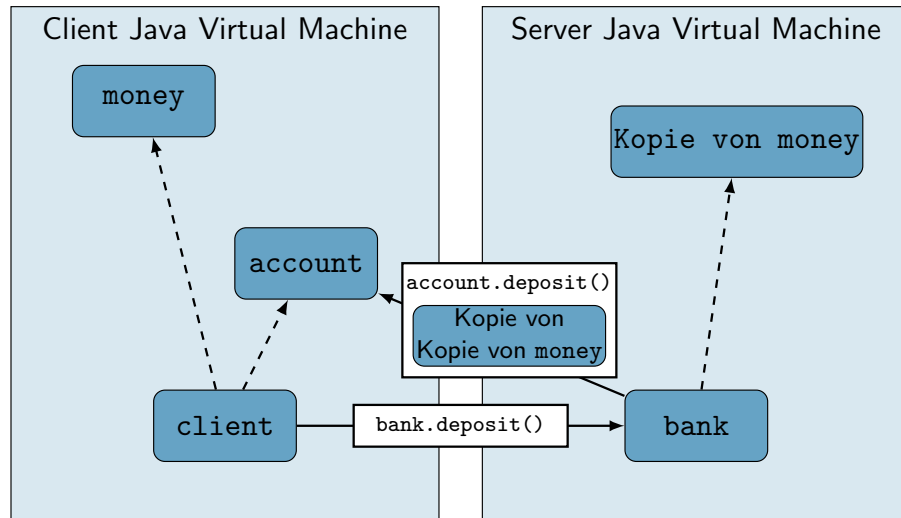 Client Java Virtual Machine
Server Java Virtual Machine
money
Kopie von money
account
account.deposit()
Kopie von
Kopie von money
client
bank.deposit()
bank